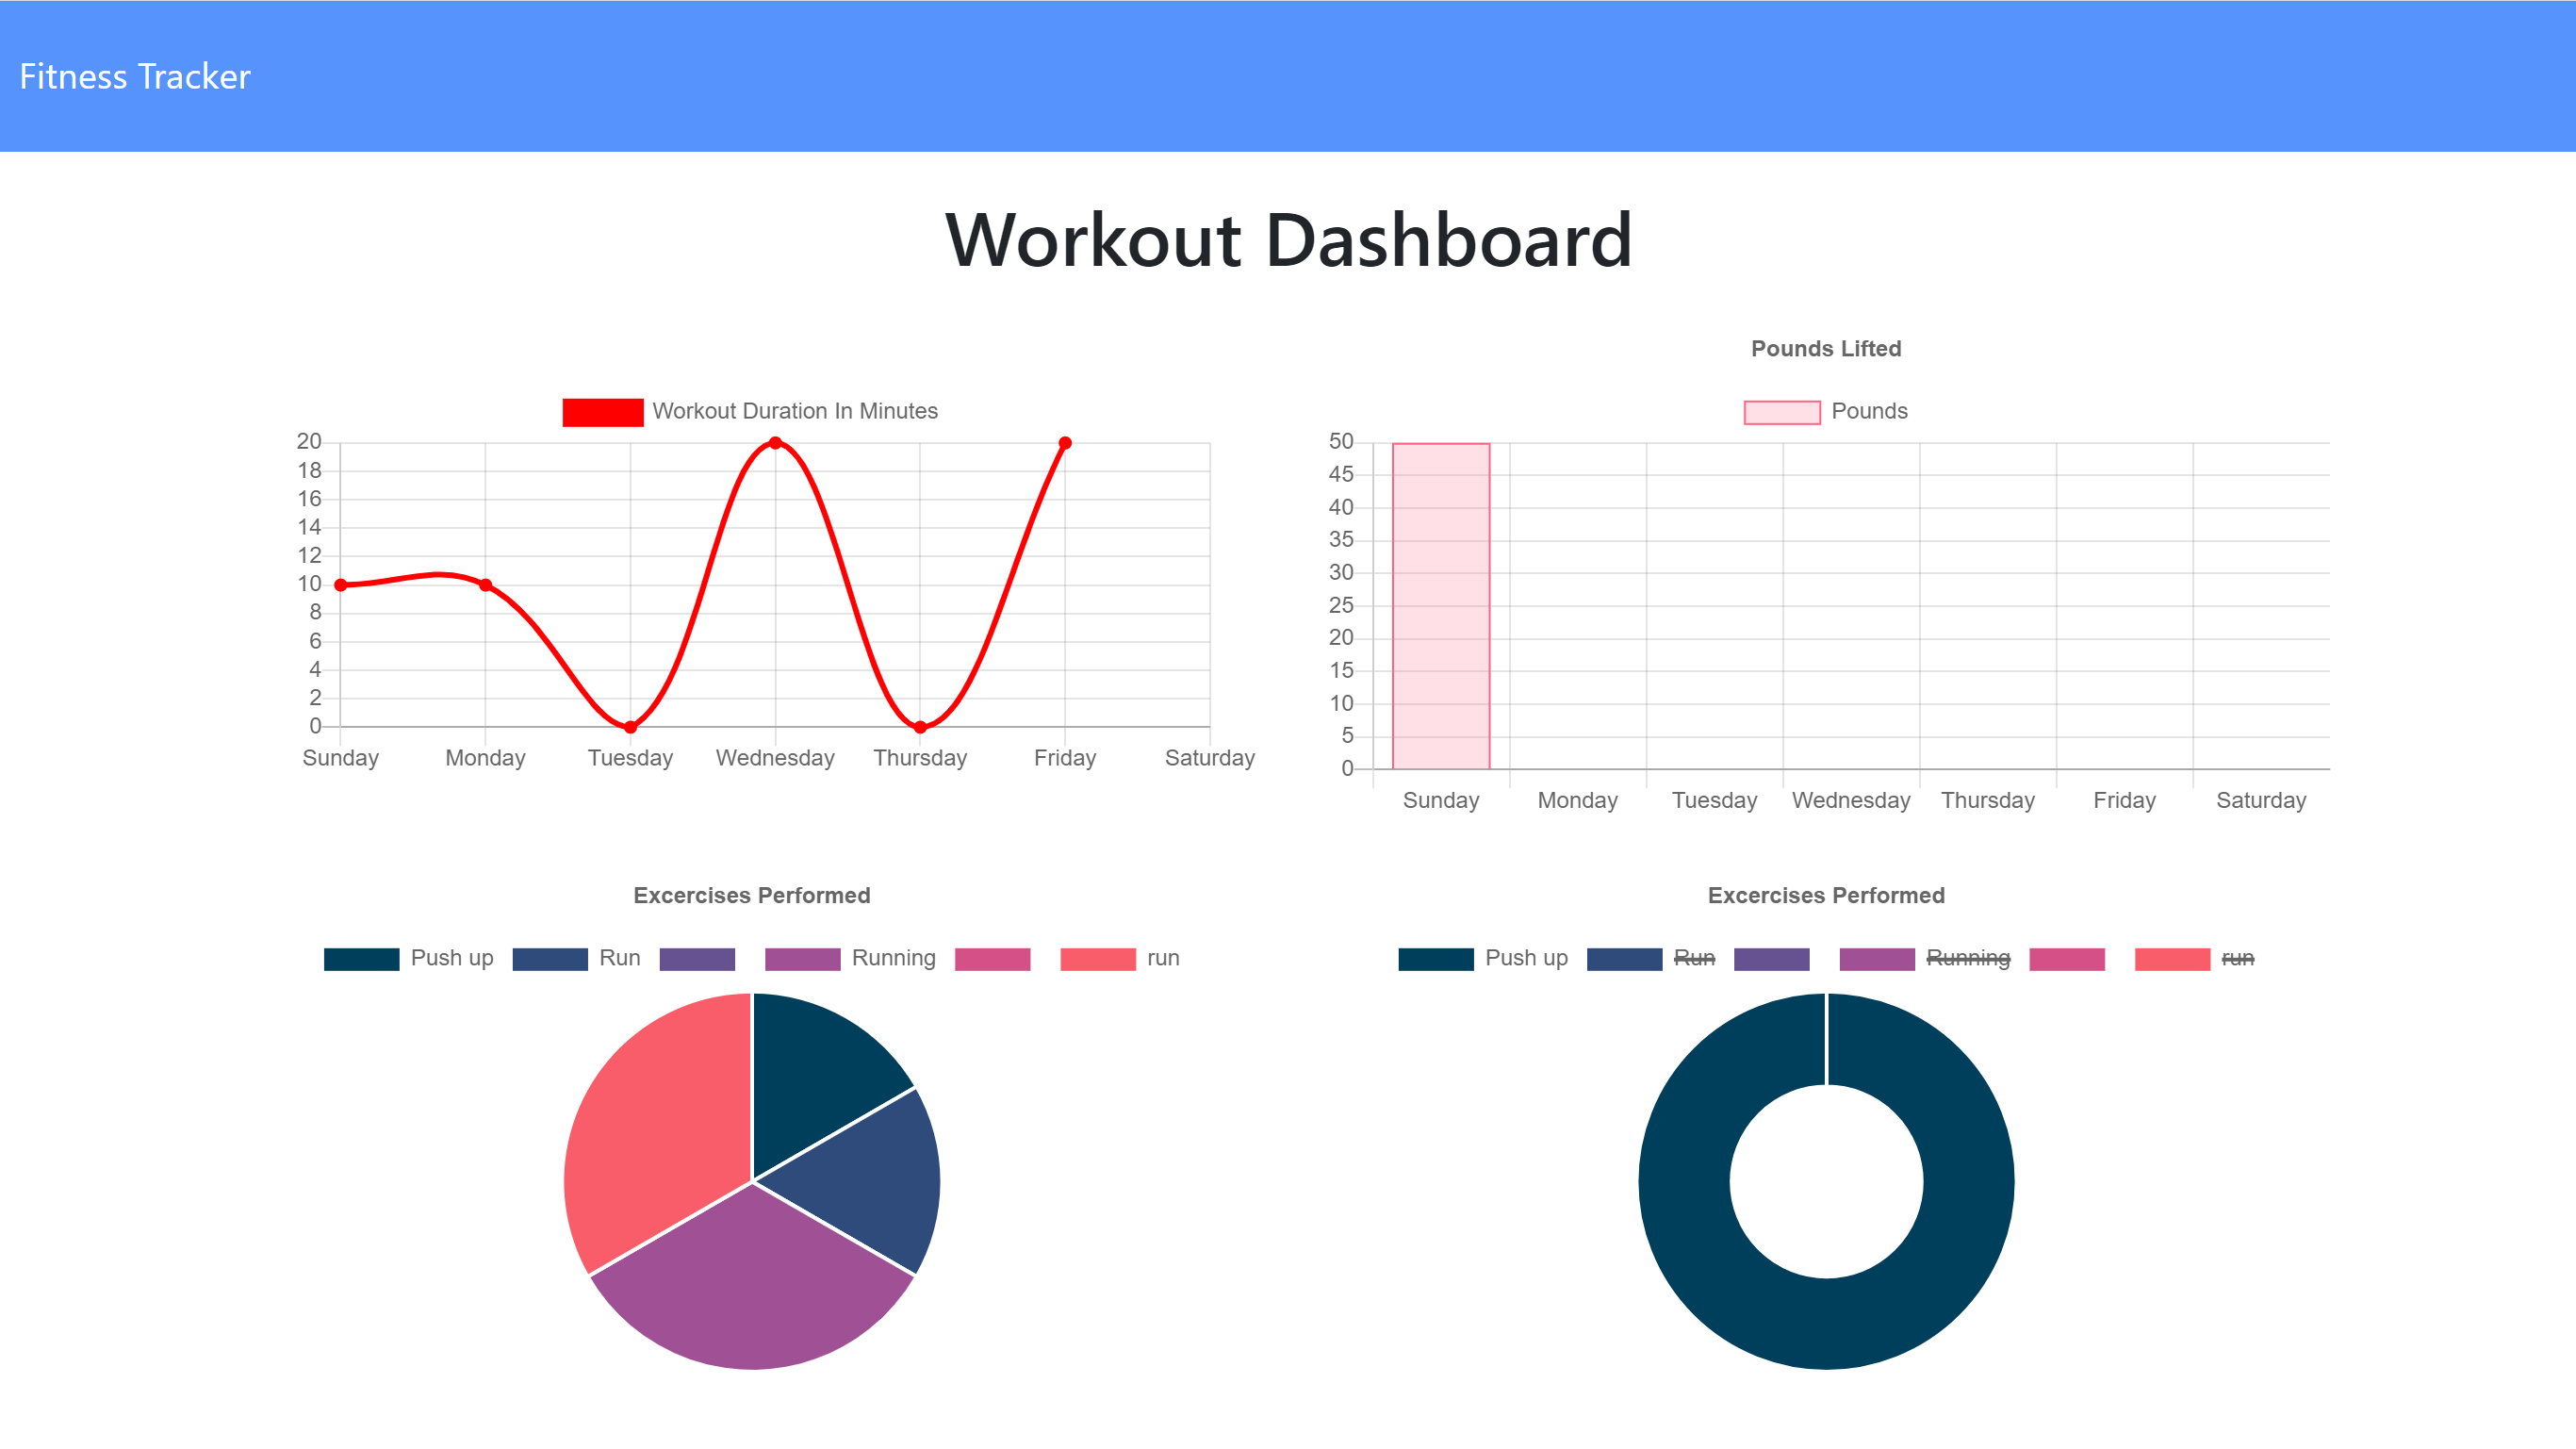 Fitness Tracker
Workout Dashboard
Workout Duration In Minutes
20
18
16
14
12
10
8
6
4
2
0
Sunday Monday Tuesday Wednesday Thursday Friday Saturday
Pounds Lifted
Pounds
50
45
40
35
30
25
20
15
10
5
0
Sunday Monday Tuesday Wednesday Thursday Friday Saturday
Excercises Performed
Push up Run Running run
Excercises Performed
Push up Run Running run